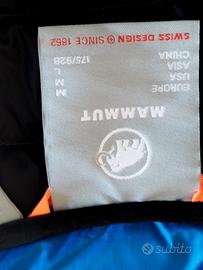 MAMMUT
EUROPE M
USA M
ASIA L
CHINA 175/92B
SWISS DESIGN SINCE 1862
subito